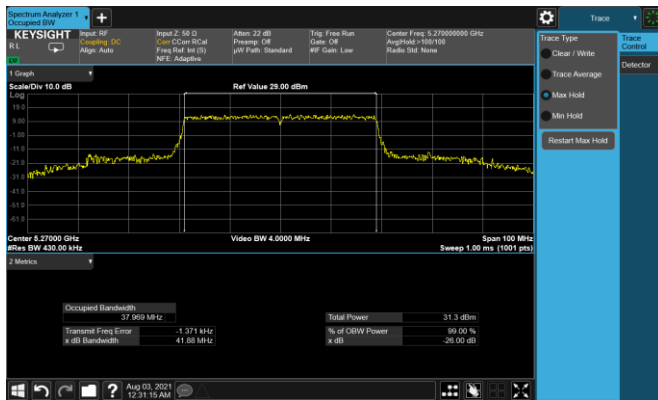 Spectrum Analyzer 1
Occupied BW
+
Trace
KEYSIGHT
R L
Input: RF
Coupling: DC
Align: Auto
Input Z: 50 Ω
Corr CCorr RCal
Freq Ref: Int (S)
NFE: Adaptive
Atten: 22 dB
Preamp: Off
µW Path: Standard
Trig: Free Run
Gate: Off
#IF Gain: Low
Center Freq: 5.270000000 GHz
Avg|Hold:>100/100
Radio Std: None
1 Graph
Scale/Div 10.0 dB
Ref Value 29.00 dBm
Log
19.0
9.00
-1.00
-11.0
-21.0
-31.0
-41.0
-51.0
-61.0
Center 5.27000 GHz
#Res BW 430.00 kHz
Video BW 4.0000 MHz
Span 100 MHz
Sweep 1.00 ms (1001 pts)
2 Metrics
Occupied Bandwidth
37.969 MHz
Transmit Freq Error -1.371 kHz
x dB Bandwidth 41.88 MHz
Total Power 31.3 dBm
% of OBW Power 99.00 %
x dB -26.00 dB
Trace Type
Clear / Write
Trace Average
Max Hold
Min Hold
Restart Max Hold
Trace Control
Detector
?
Aug 03, 2021
12:31:15 AM